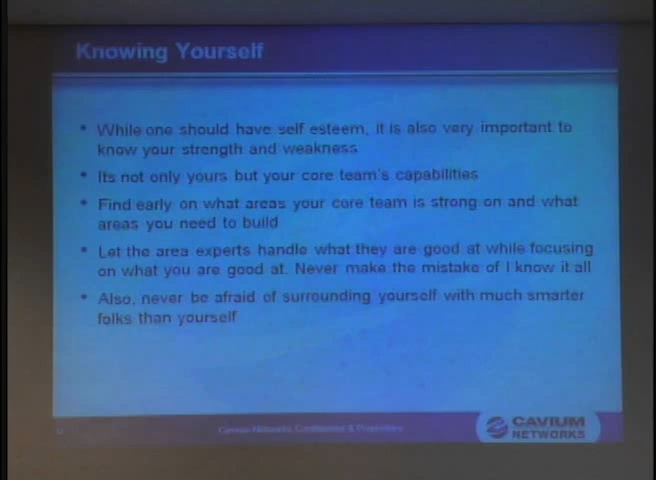 Knowing Yourself
• While one should have self esteem, it is also very important to
know your strength and weakness
• Its not only yours but your core team's capabilities
• Find early on what areas your core team is strong on and what
areas you need to build
• Let the area experts handle what they are good at while focusing
on what you are good at. Never make the mistake of I know it all
• Also, never be afraid of surrounding yourself with much smarter
folks than yourself
Cavium Networks Confidential & Proprietary
CAVIUM
NETWORKS